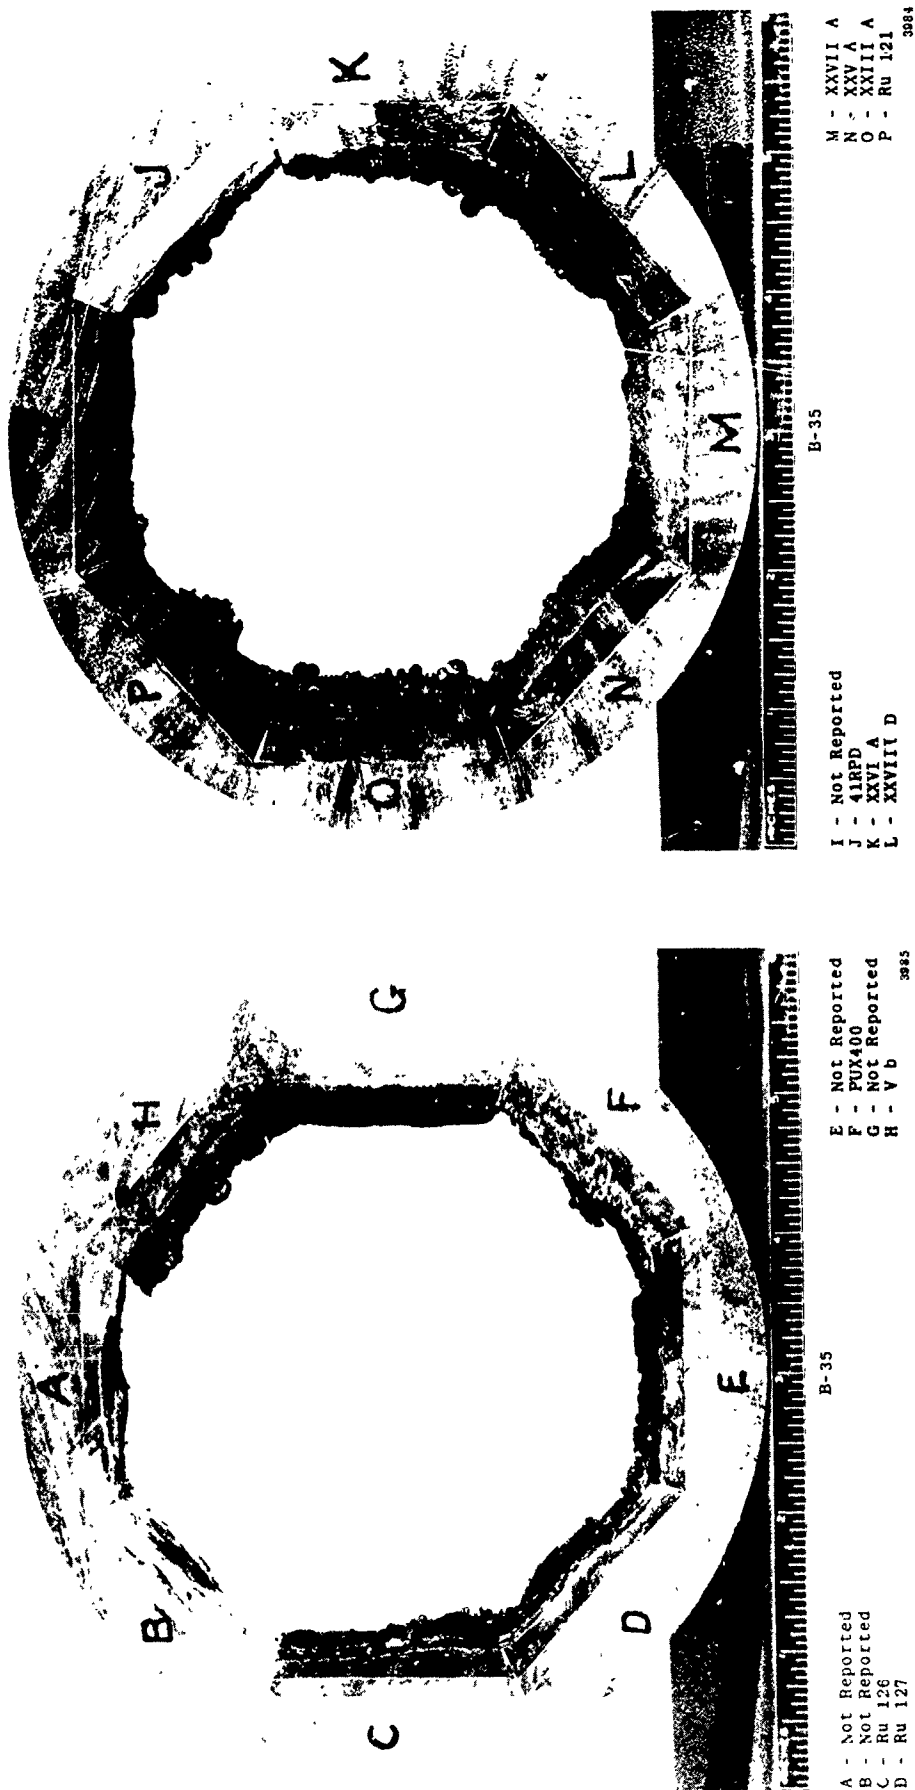 A
B
H
C
G
D
F
E
B-35
A - Not Reported
B - Not Reported
C - Ru 126
D - Ru 127
E - Not Reported
F - PUX400
G - Not Reported
H - V b
3985
P
J
O
K
N
L
M
B-35
I - Not Reported
J - 41RPD
K - XXVI A
L - XXVIII D
M - XXVII A
N - XXV A
O - XXIII A
P - Ru 121
3984